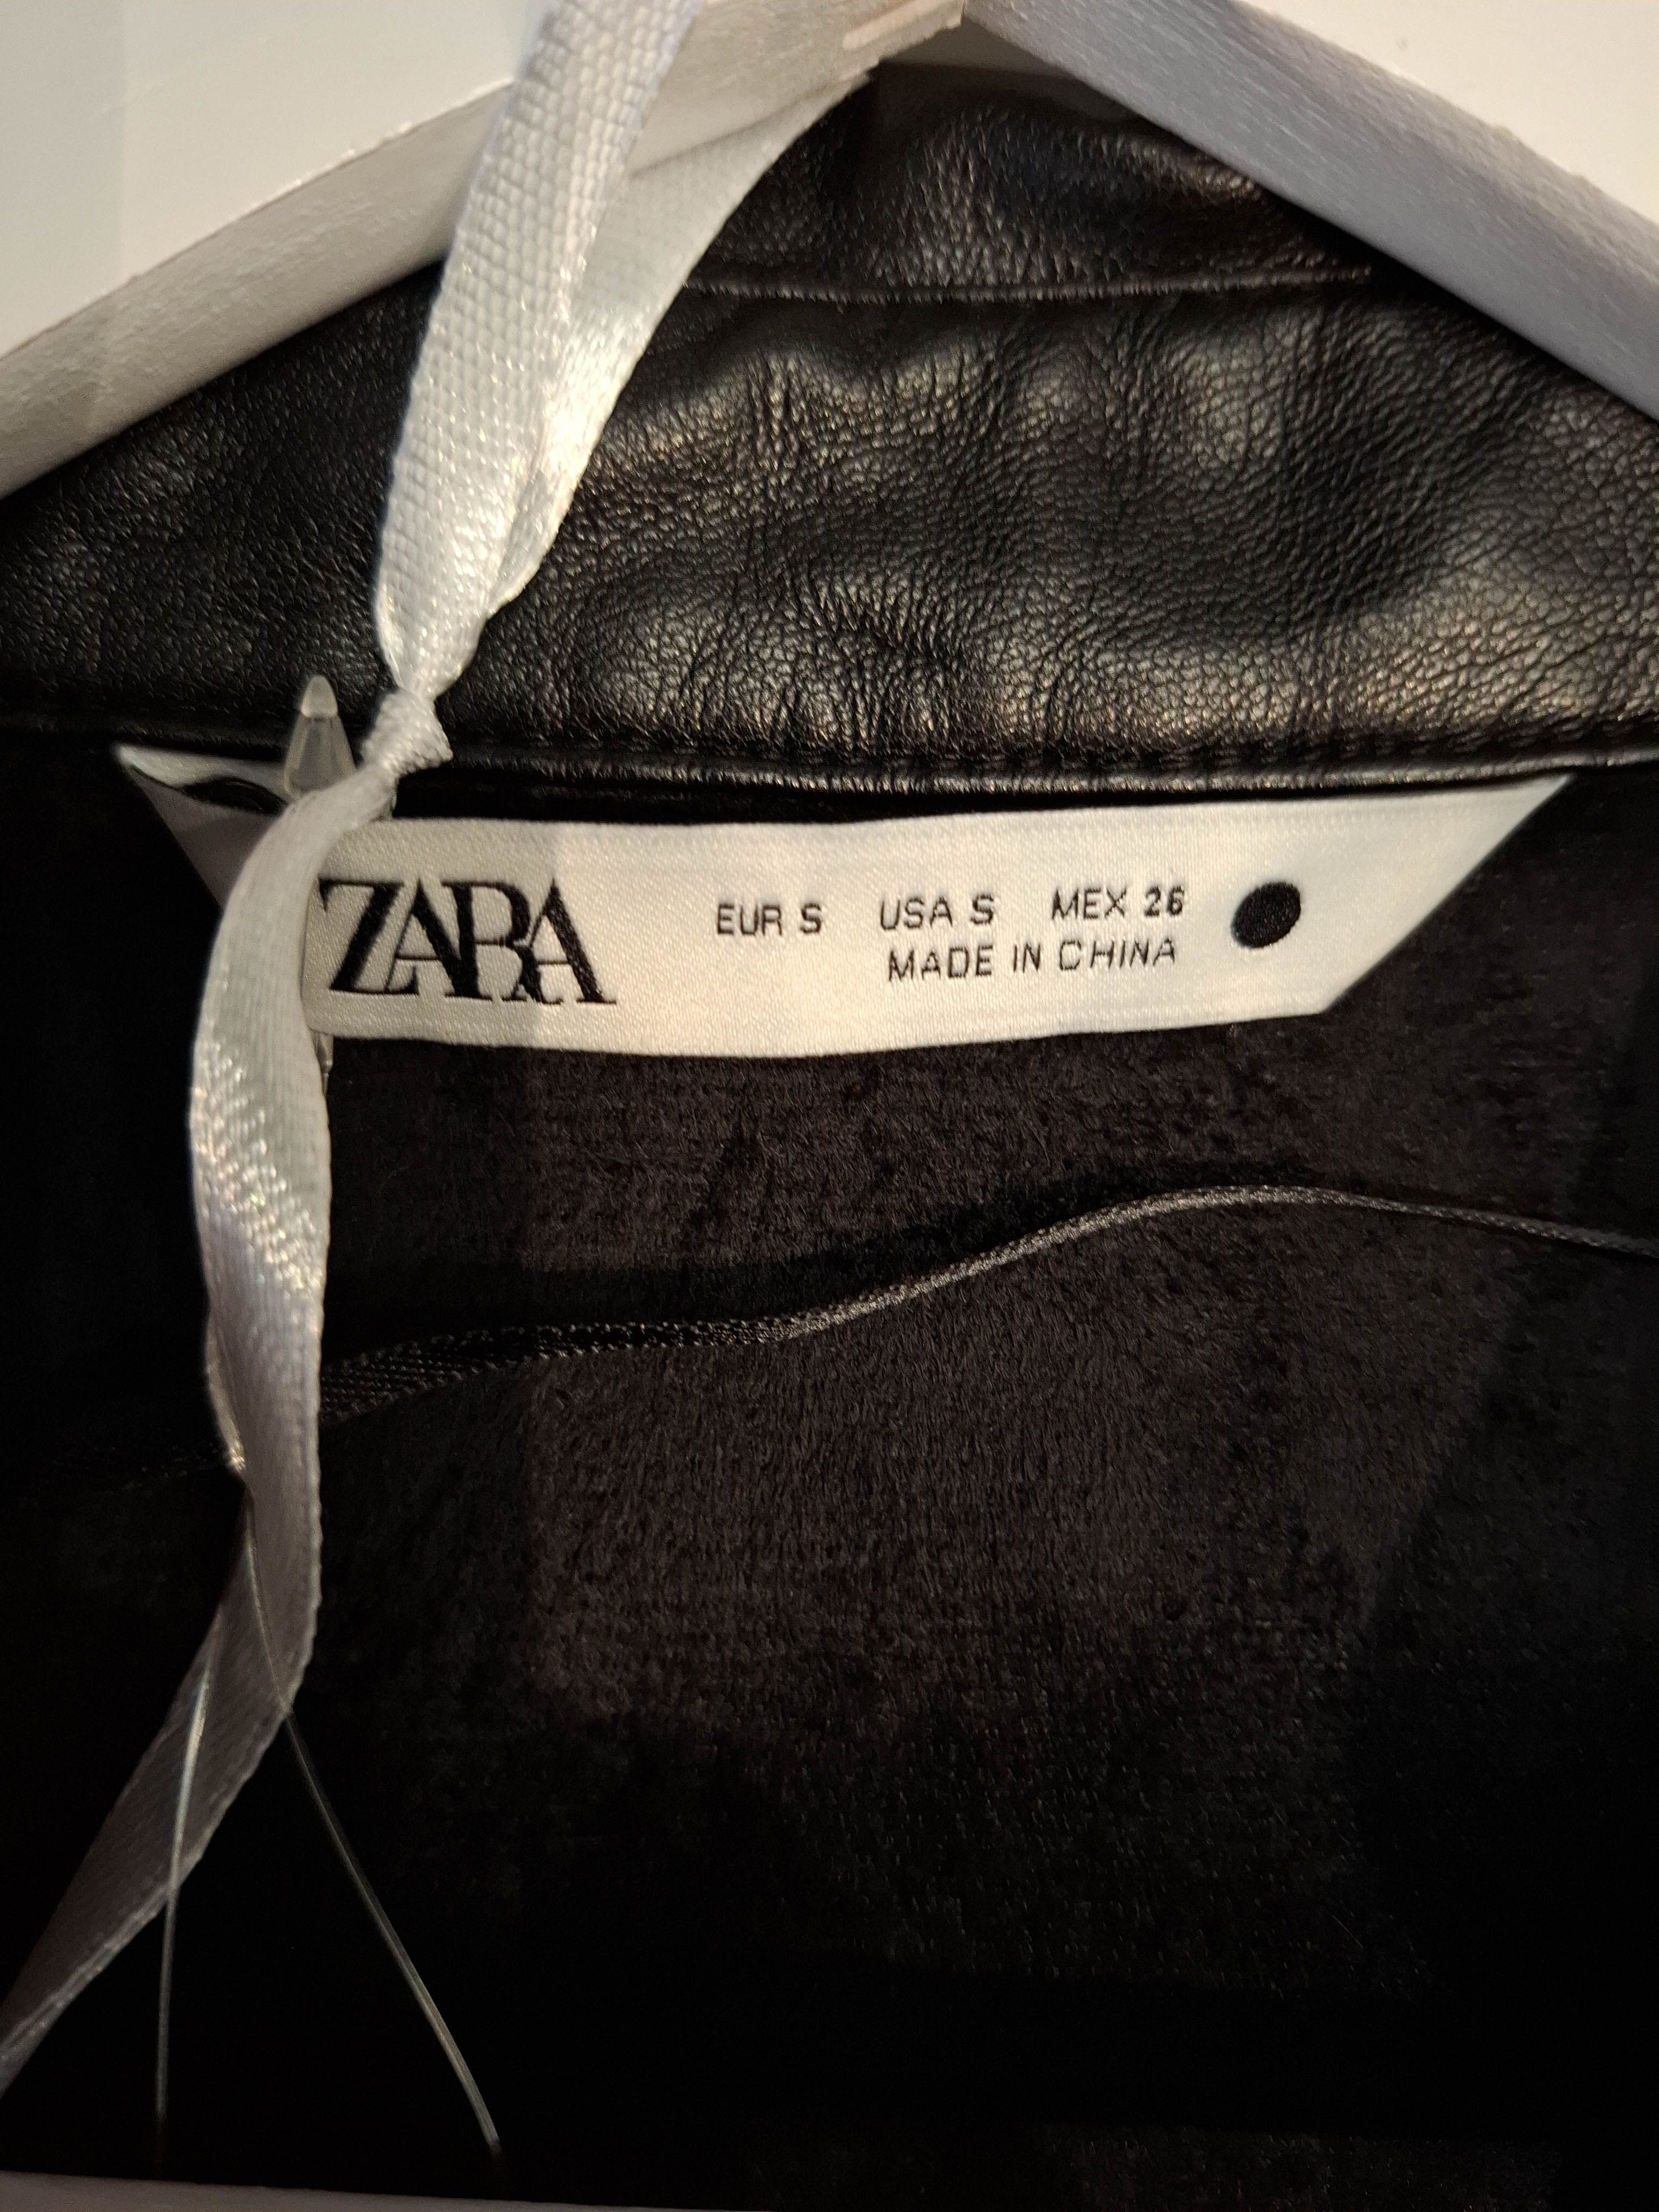 ZARA EUR S USA S MEX 26
MADE IN CHINA